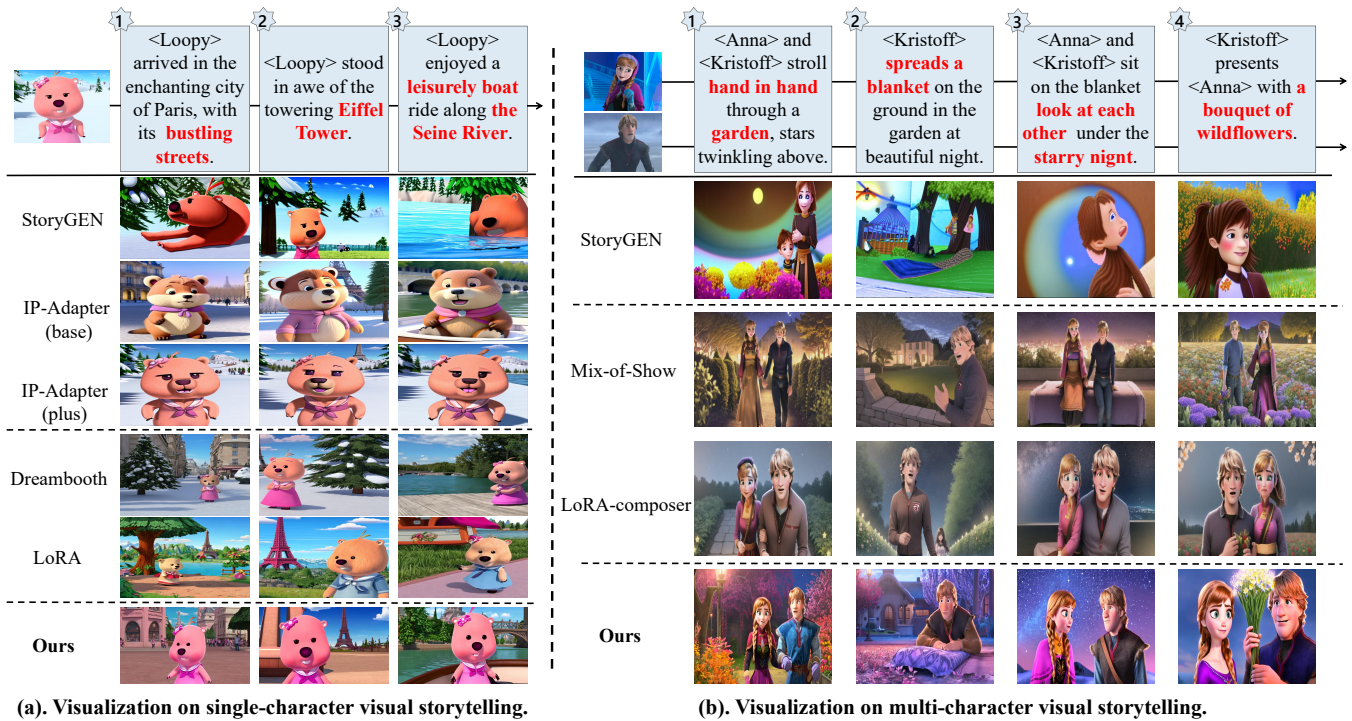 1
<Loopy>
arrived in the
enchanting city
of Paris, with
its bustling
streets.
2
<Loopy> stood
in awe of the
towering Eiffel
Tower.
3
<Loopy>
enjoyed a
leisurely boat
ride along the
Seine River.
StoryGEN
IP-Adapter
(base)
IP-Adapter
(plus)
Dreambooth
LoRA
Ours
(a). Visualization on single-character visual storytelling.
1
<Anna> and
<Kristoff> stroll
hand in hand
through a
garden, stars
twinkling above.
2
<Kristoff>
spreads a
blanket on the
ground in the
garden at
beautiful night.
3
<Anna> and
<Kristoff> sit
on the blanket
look at each
other under the
starry nignt.
4
<Kristoff>
presents
<Anna> with a
bouquet of
wildflowers.
StoryGEN
Mix-of-Show
LoRA-composer
Ours
(b). Visualization on multi-character visual storytelling.